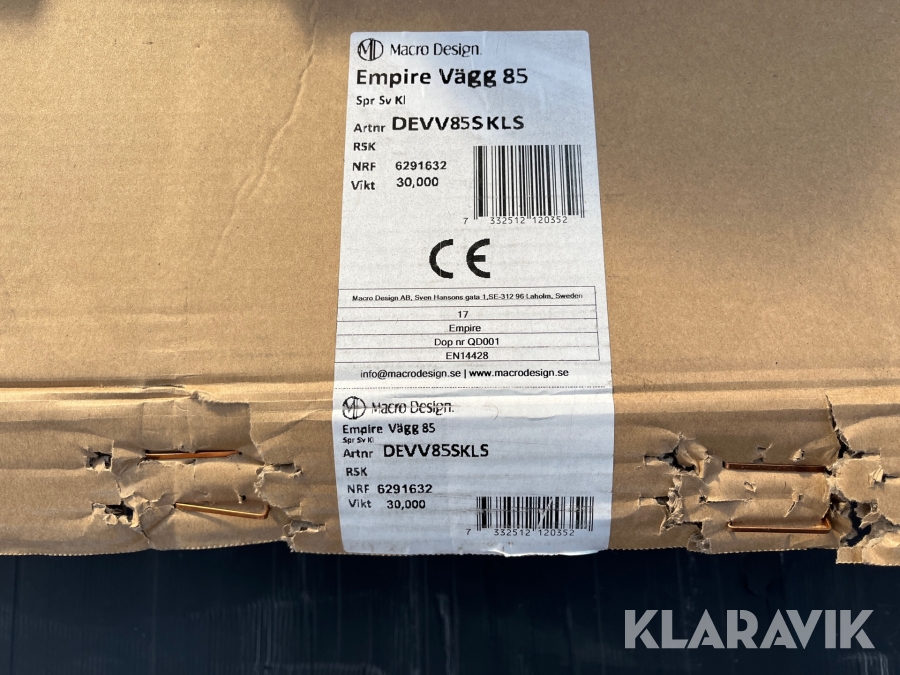 MD Macro Design.
Empire Vägg 85
Spr Sv Kl
Artnr DEVV85SKLS
RSK
NRF 6291632
Vikt 30,000
7 332512 120352
CE
Macro Design AB, Sven Hansons gata 1,SE-312 96 Laholm, Sweden
17
Empire
Dop nr QD001
EN14428
info@macrodesign.se | www.macrodesign.se
MD Macro Design.
Empire Vägg 85
Spr Sv Kl
Artnr DEVV85SKLS
RSK
NRF 6291632
Vikt 30,000
7 332512 120352
KLARAVIK